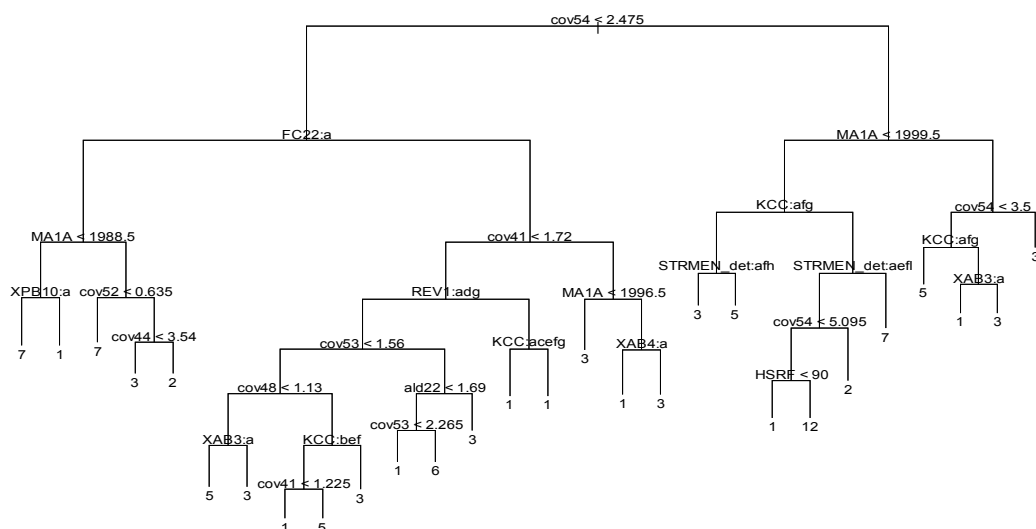 cov54 < 2.475
FC22:a
MA1A < 1999.5
KCC:afg
cov54 < 3.5
MA1A < 1988.5
cov41 < 1.72
KCC:afg
3
STRMEN_det:afh
STRMEN_det:aefl
XPB10:a
cov52 < 0.635
REV1:adg
MA1A < 1996.5
5
XAB3:a
3
5
7
1
3
cov54 < 5.095
7
1
7
cov44 < 3.54
cov53 < 1.56
KCC:acefg
3
XAB4:a
3
2
HSRF < 90
2
cov48 < 1.13
ald22 < 1.69
1
1
1
3
1
12
XAB3:a
KCC:bef
cov53 < 2.265
3
1
6
5
3
cov41 < 1.225
3
1
5